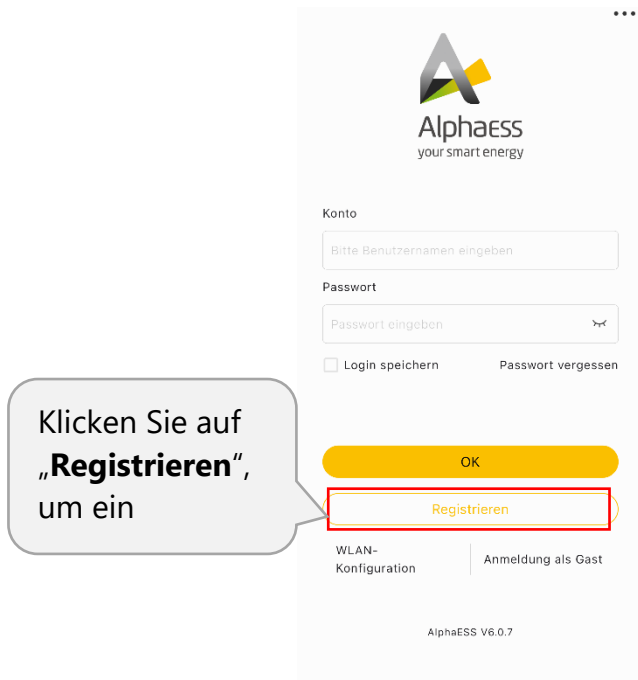 AlphaESS
your smart energy
Konto
Bitte Benutzernamen eingeben
Passwort
Passwort eingeben
Login speichern
Passwort vergessen
Klicken Sie auf
„Registrieren“,
um ein
OK
Registrieren
WLAN-
Konfiguration
Anmeldung als Gast
AlphaESS V6.0.7